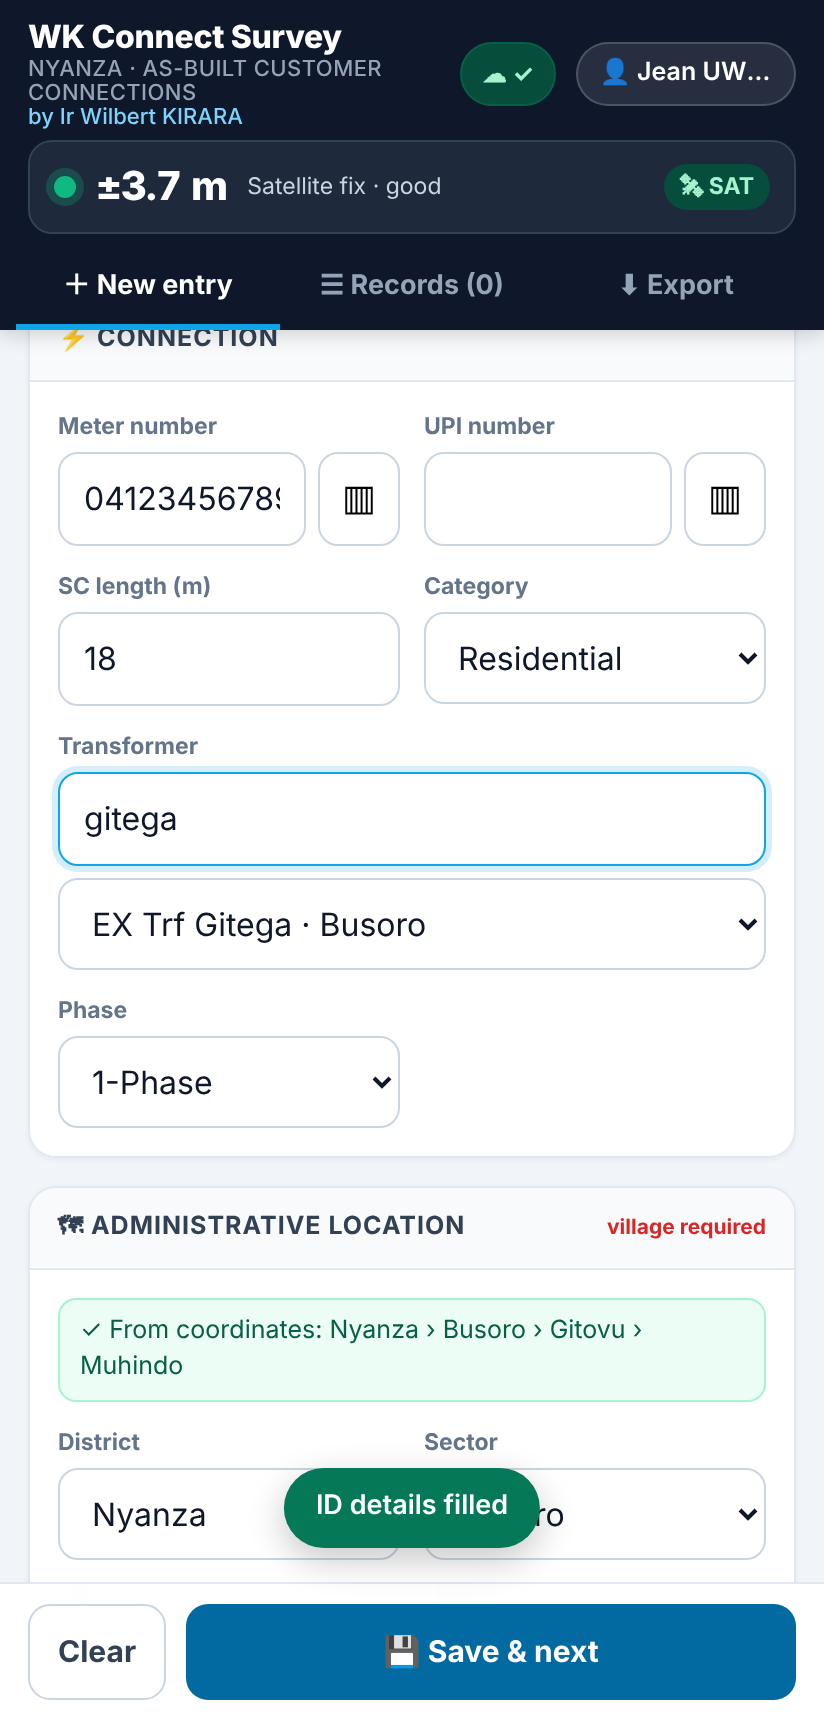 WK Connect Survey
NYANZA · AS-BUILT CUSTOMER
CONNECTIONS
by Ir Wilbert KIRARA
☁ ✓
👤 Jean UW...
±3.7 m Satellite fix · good
🛰 SAT
+ New entry
☰ Records (0)
⬇ Export
⚡ CONNECTION
Meter number
UPI number
04123456789
SC length (m)
Category
18
Residential
Transformer
gitega
EX Trf Gitega · Busoro
Phase
1-Phase
🗺 ADMINISTRATIVE LOCATION
village required
✓ From coordinates: Nyanza › Busoro › Gitovu ›
Muhindo
District
Sector
Nyanza
ro
ID details filled
Clear
💾 Save & next